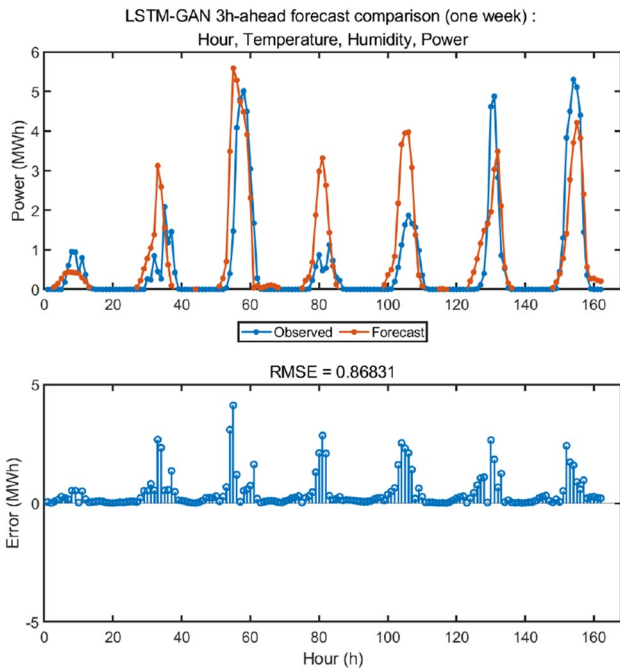 LSTM-GAN 3h-ahead forecast comparison (one week) :
Hour, Temperature, Humidity, Power
6
5
4
3
2
1
0
Power (MWh)
0 20 40 60 80 100 120 140 160
Observed Forecast
RMSE = 0.86831
5
0
-5
Error (MWh)
0 20 40 60 80 100 120 140 160
Hour (h)